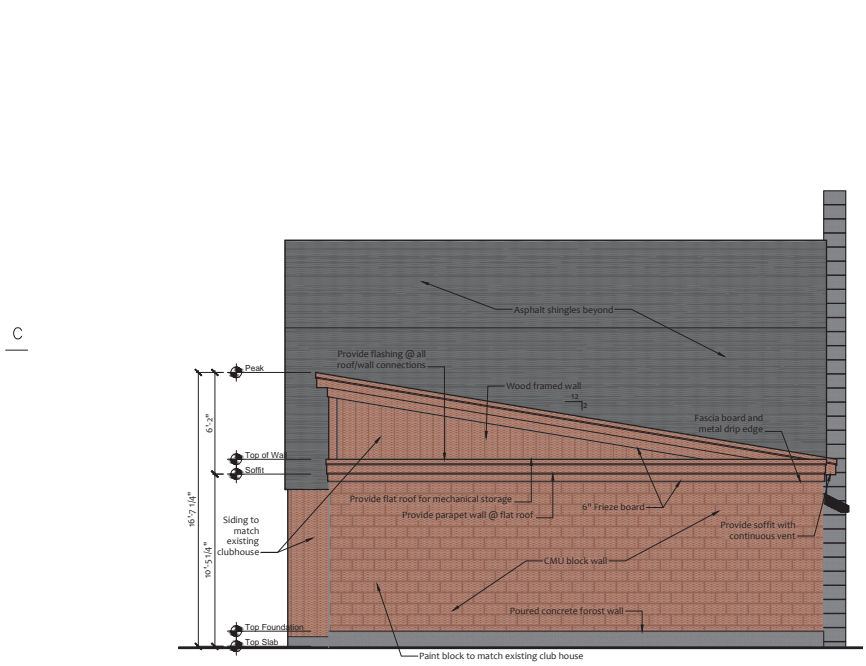 C
Asphalt shingles beyond
Provide flashing @ all
roof/wall connections
Peak
Wood framed wall
12
2
Fascia board and
metal drip edge
6'-2"
Top of Wall
Soffit
Provide flat roof for mechanical storage
6" Frieze board
Provide parapet wall @ flat roof
16'-7 1/4"
Siding to
match
existing
clubhouse
Provide soffit with
continuous vent
10'-5 1/4"
CMU block wall
Poured concrete forost wall
Top Foundation
Top Slab
Paint block to match existing club house